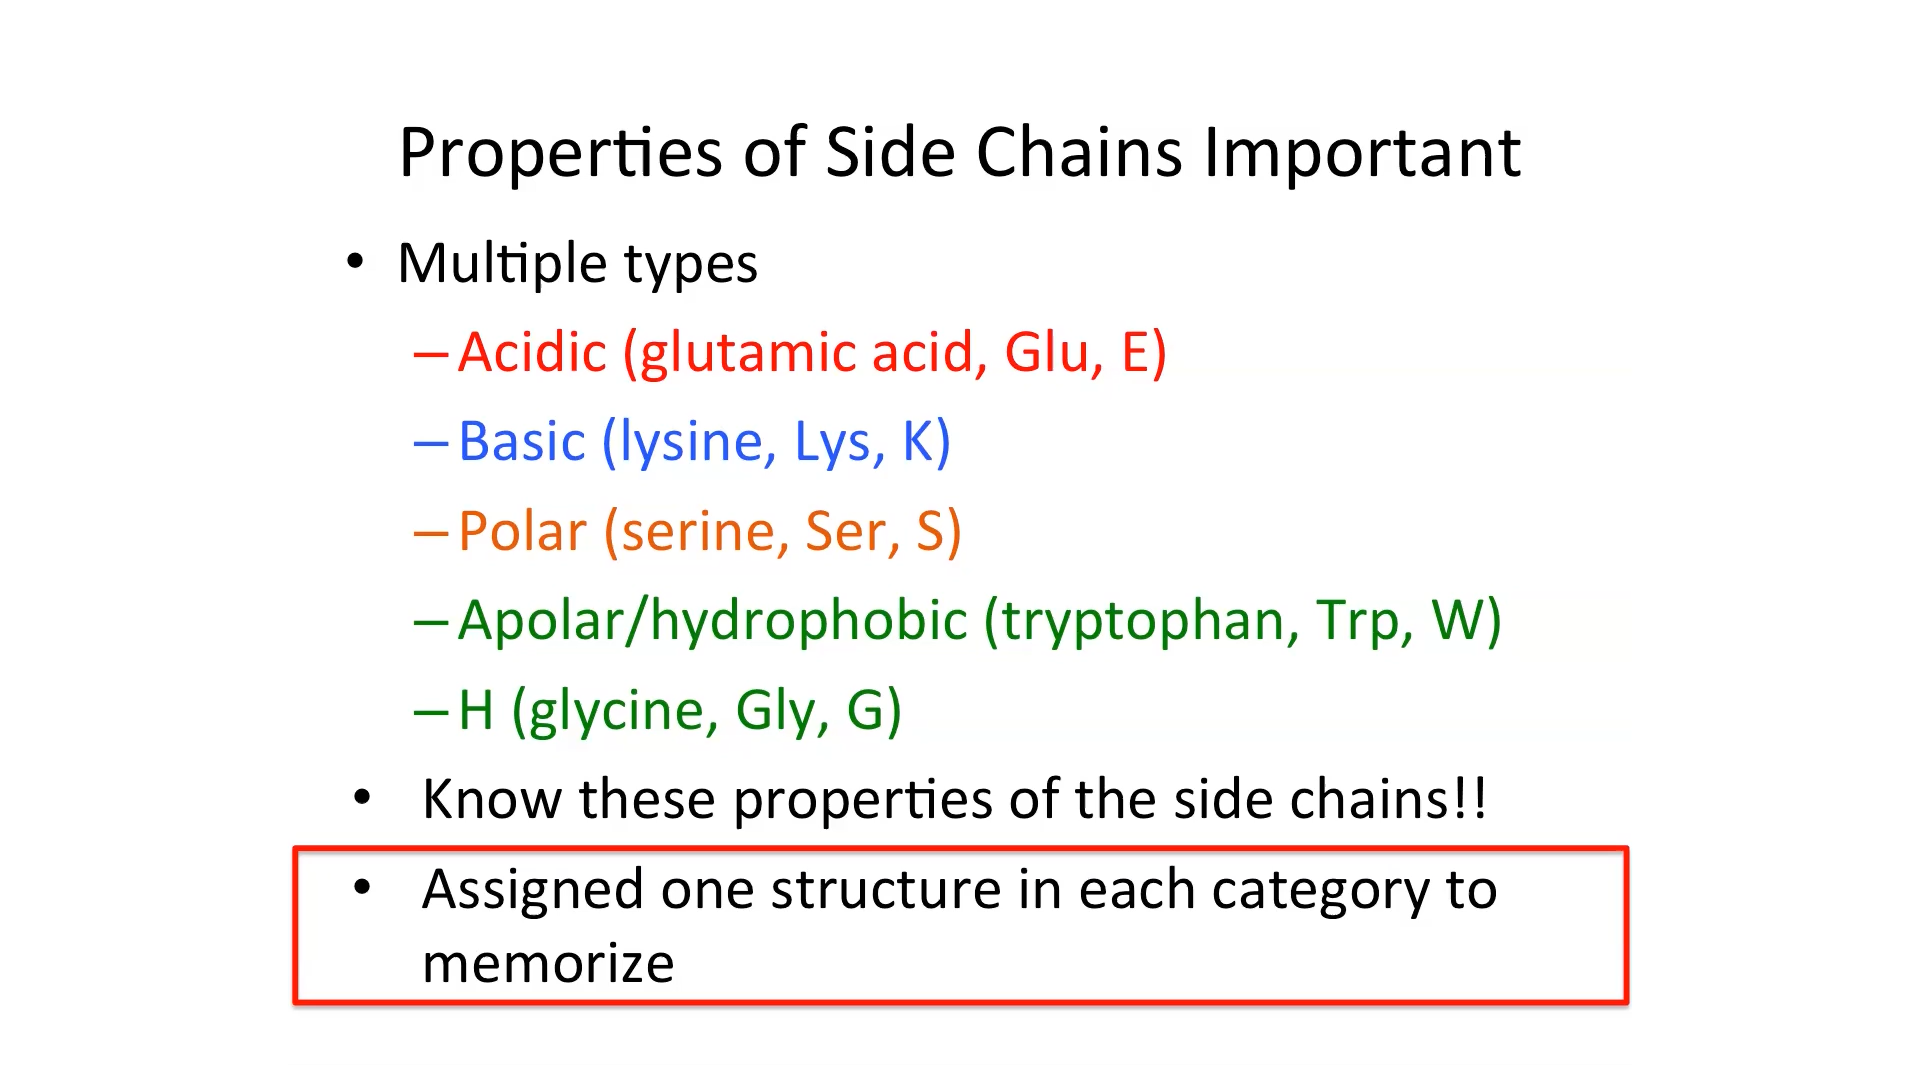 Properties of Side Chains Important
• Multiple types
– Acidic (glutamic acid, Glu, E)
– Basic (lysine, Lys, K)
– Polar (serine, Ser, S)
– Apolar/hydrophobic (tryptophan, Trp, W)
– H (glycine, Gly, G)
• Know these properties of the side chains!!
• Assigned one structure in each category to
memorize